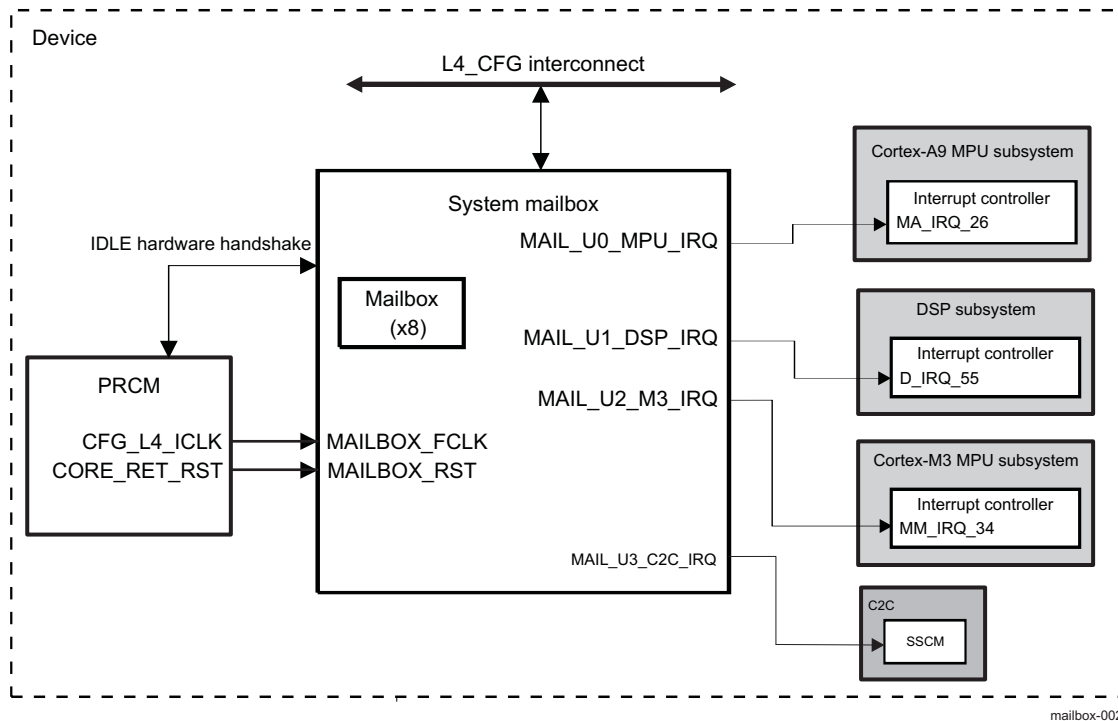 Device
L4_CFG interconnect
System mailbox
MAIL_U0_MPU_IRQ
IDLE hardware handshake
Mailbox
(x8)
MAIL_U1_DSP_IRQ
MAIL_U2_M3_IRQ
PRCM
CFG_L4_ICLK
CORE_RET_RST
MAILBOX_FCLK
MAILBOX_RST
MAIL_U3_C2C_IRQ
Cortex-A9 MPU subsystem
Interrupt controller
MA_IRQ_26
DSP subsystem
Interrupt controller
D_IRQ_55
Cortex-M3 MPU subsystem
Interrupt controller
MM_IRQ_34
C2C
SSCM
mailbox-002